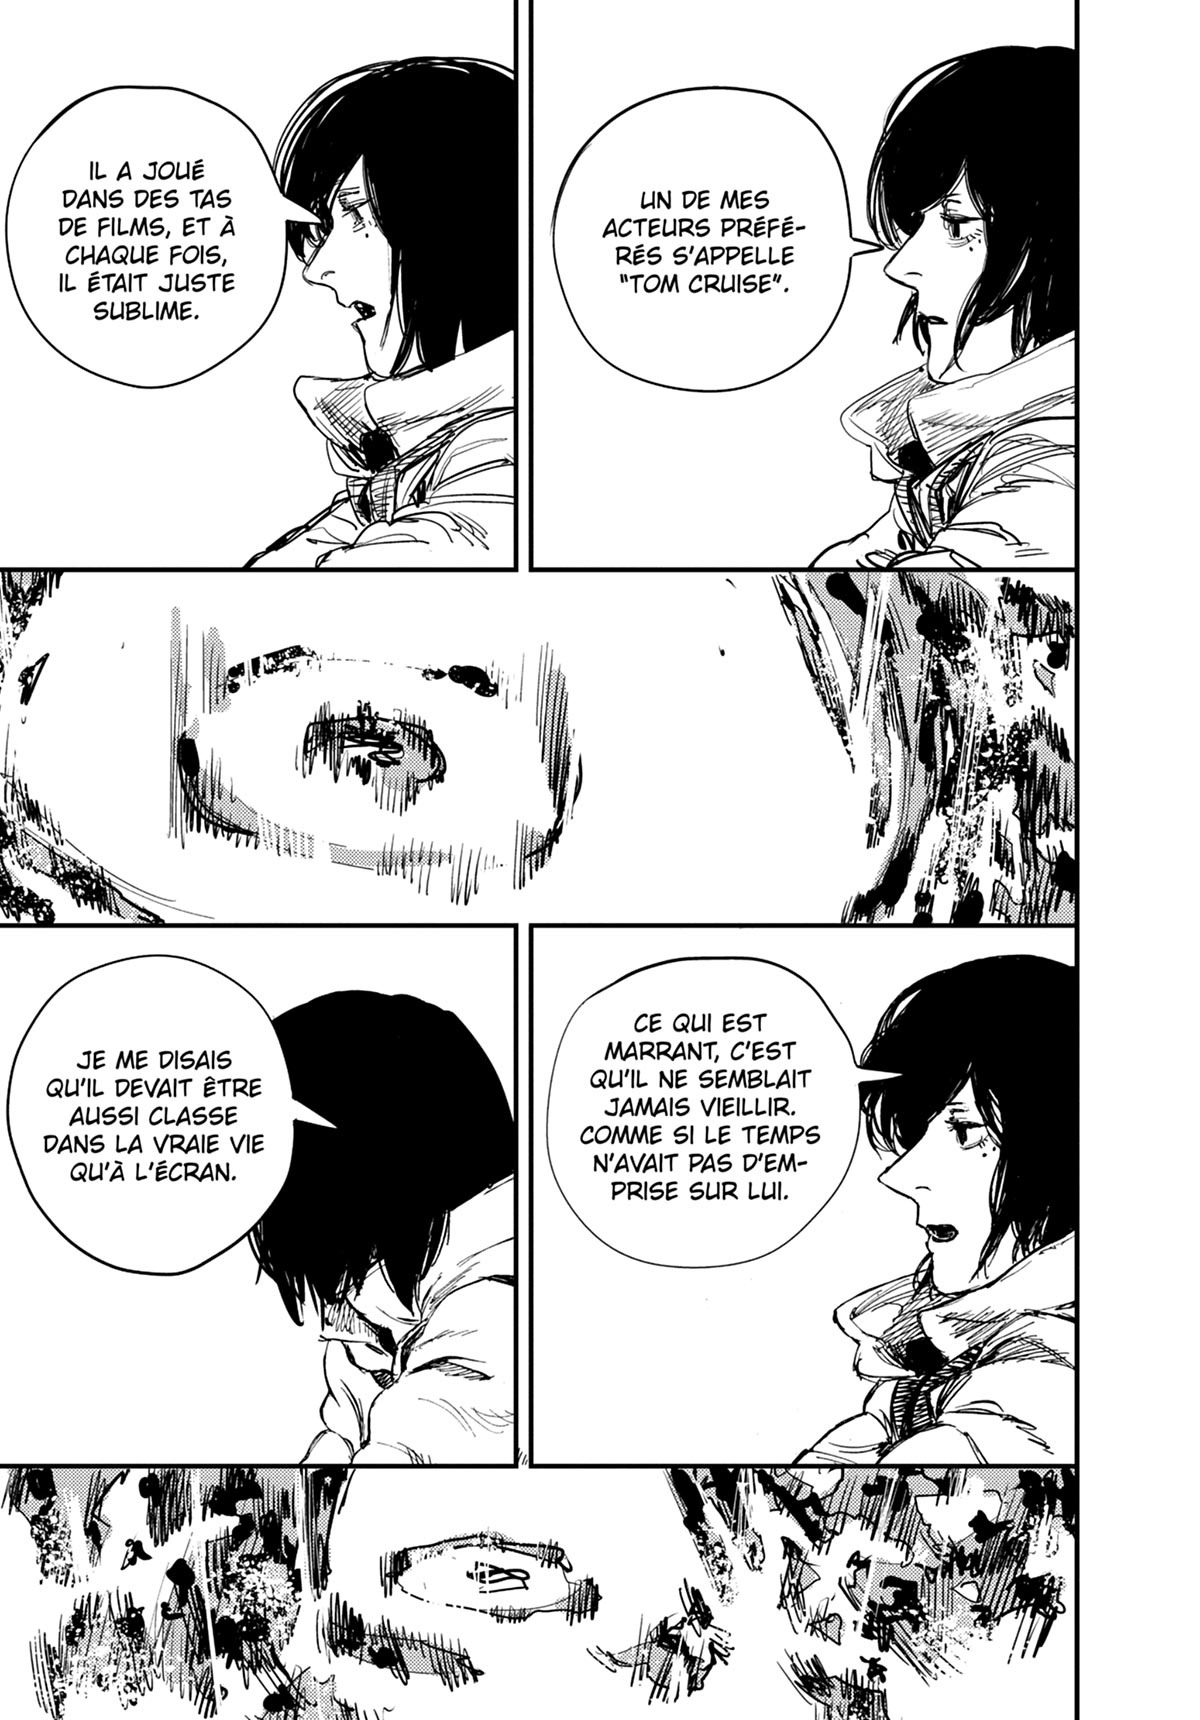 UN DE MES
ACTEURS PRÉFÉ-
RÉS S'APPELLE
"TOM CRUISE".
IL A JOUÉ
DANS DES TAS
DE FILMS, ET À
CHAQUE FOIS,
IL ÉTAIT JUSTE
SUBLIME.
CE QUI EST
MARRANT, C'EST
QU'IL NE SEMBLAIT
JAMAIS VIEILLIR.
COMME SI LE TEMPS
N'AVAIT PAS D'EM-
PRISE SUR LUI.
JE ME DISAIS
QU'IL DEVAIT ÊTRE
AUSSI CLASSE
DANS LA VRAIE VIE
QU'À L'ÉCRAN.